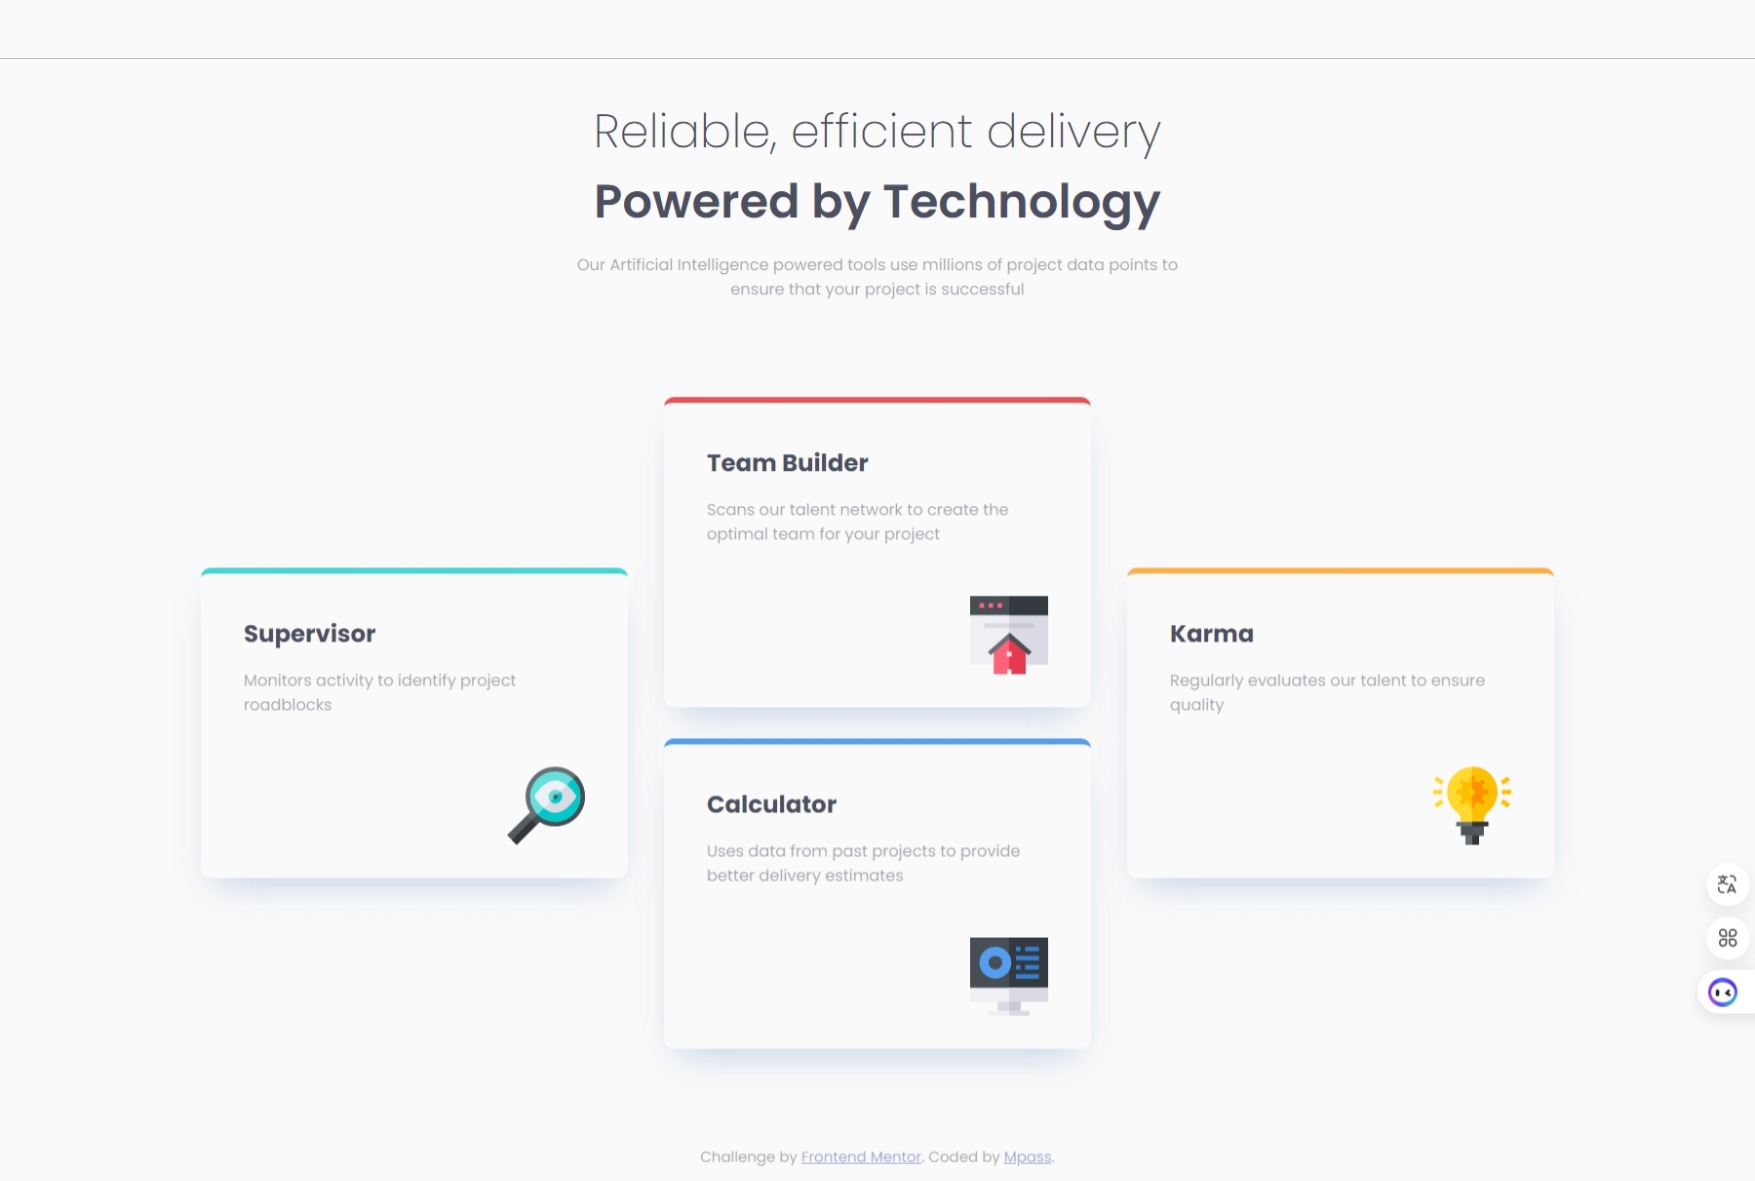 Reliable, efficient delivery
Powered by Technology
Our Artificial Intelligence powered tools use millions of project data points to
ensure that your project is successful
Team Builder
Scans our talent network to create the
optimal team for your project
Supervisor
Monitors activity to identify project
roadblocks
Karma
Regularly evaluates our talent to ensure
quality
Calculator
Uses data from past projects to provide
better delivery estimates
Challenge by Frontend Mentor. Coded by Mpass.